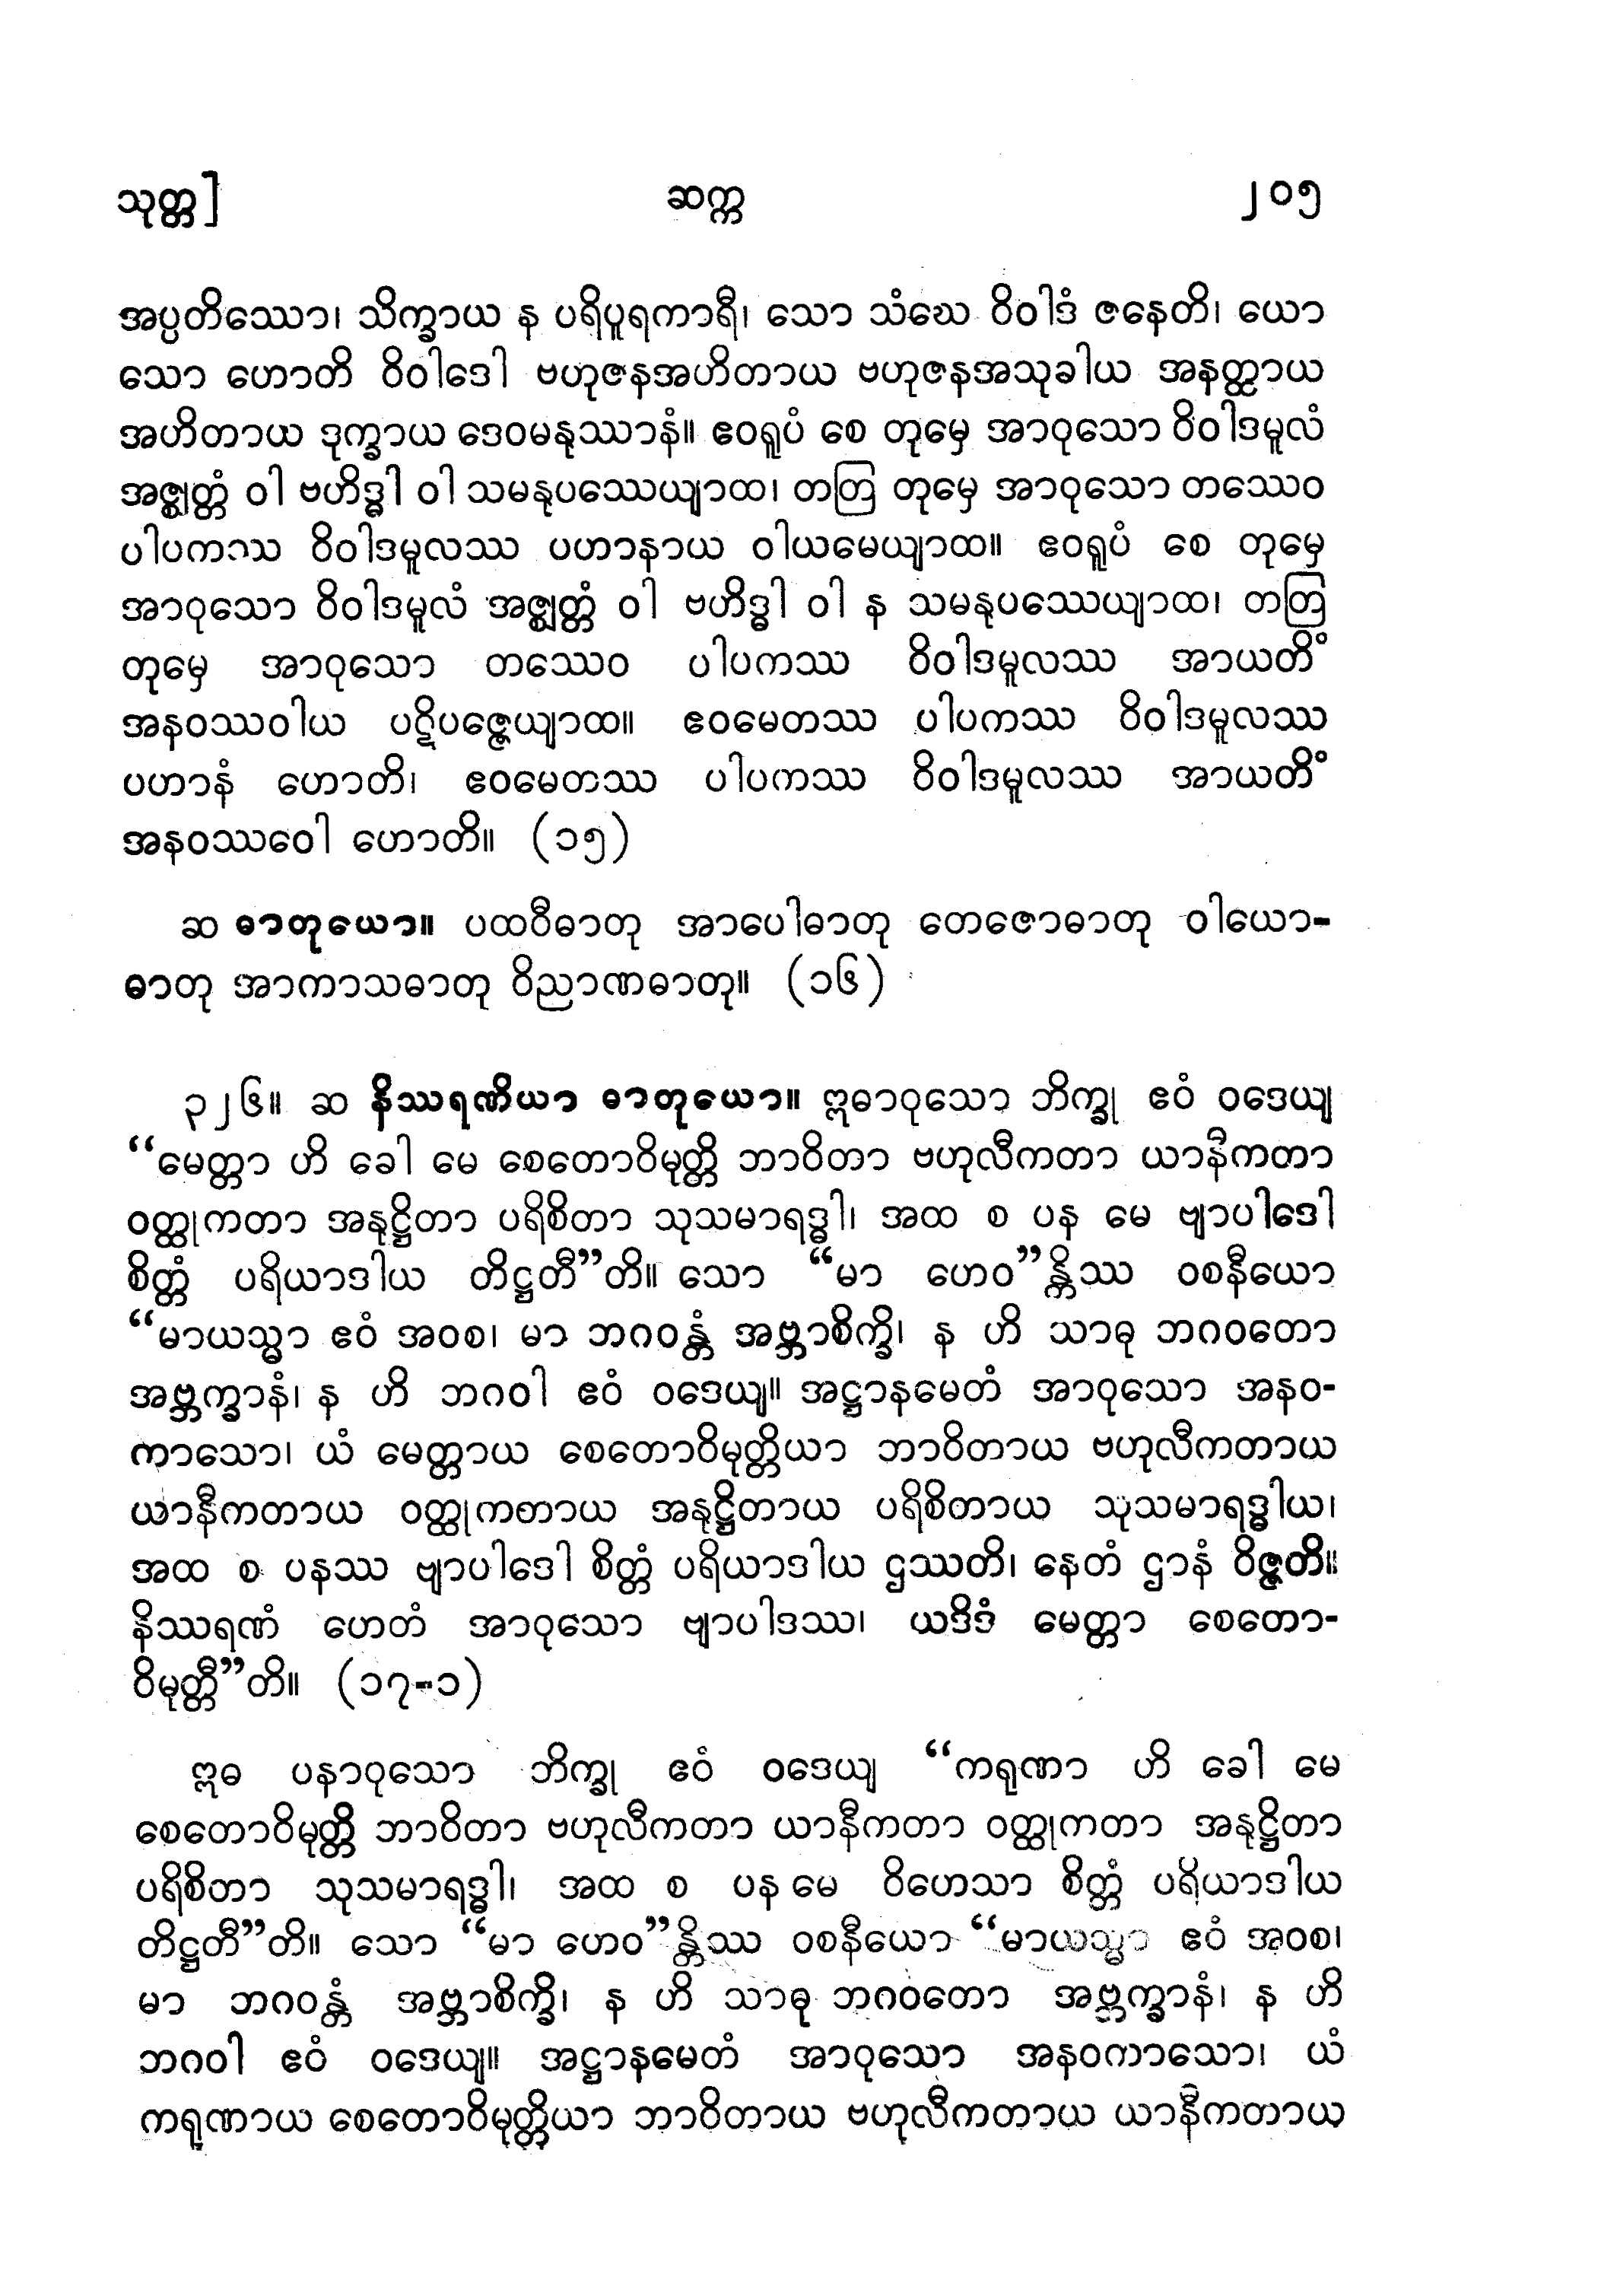 သုတ္တ] ဆက္က ၂၀၅
အပ္ပတိဿော၊ သိက္ခာယ န ပရိပူရကာရီ၊ သော သံဃေ ဝိဝါဒံ ဇနေတိ၊ ယော
သော ဟောတိ ဝိဝါဒေါ ဗဟုဇနအဟိတာယ ဗဟုဇနအသုခါယ အနတ္ထာယ
အဟိတာယ ဒုက္ခာယ ဒေဝမနုဿာနံ။ ဧဝရူပံ စေ တုမှေ အာဝုသော ဝိဝါဒမူလံ
အဇ္ဈတ္တံ ဝါ ဗဟိဒ္ဓါ ဝါ သမနုပဿေယျာထ၊ တတြ တုမှေ အာဝုသော တဿေဝ
ပါပကဿ ဝိဝါဒမူလဿ ပဟာနာယ ဝါယမေယျာထ။ ဧဝရူပံ စေ တုမှေ
အာဝုသော ဝိဝါဒမူလံ အဇ္ဈတ္တံ ဝါ ဗဟိဒ္ဓါ ဝါ န သမနုပဿေယျာထ၊ တတြ
တုမှေ အာဝုသော တဿေဝ ပါပကဿ ဝိဝါဒမူလဿ အာယတိံ
အနဝဿဝါယ ပဋိပဇ္ဇေယျာထ။ ဧဝမေတဿ ပါပကဿ ဝိဝါဒမူလဿ
ပဟာနံ ဟောတိ၊ ဧဝမေတဿ ပါပကဿ ဝိဝါဒမူလဿ အာယတိံ
အနဝဿဝေါ ဟောတိ။ (၁၅)
ဆ ဓာတုယော။ ပထဝီဓာတု အာပေါဓာတု တေဇောဓာတု ဝါယော-
ဓာတု အာကာသဓာတု ဝိညာဏဓာတု။ (၁၆)
၃၂၆။ ဆ နိဿရဏိယာ ဓာတုယော။ ဣဓာဝုသော ဘိက္ခု ဧဝံ ဝဒေယျ
“မေတ္တာ ဟိ ခေါ မေ စေတောဝိမုတ္တိ ဘာဝိတာ ဗဟုလီကတာ ယာနီကတာ
ဝတ္ထုကတာ အနုဋ္ဌိတာ ပရိစိတာ သုသမာရဒ္ဓါ၊ အထ စ ပန မေ ဗျာပါဒေါ
စိတ္တံ ပရိယာဒါယ တိဋ္ဌတီ”တိ။ သော “မာ ဟေဝ”န္တိဿ ဝစနီယော
“မာယသ္မာ ဧဝံ အဝစ၊ မာ ဘဂဝန္တံ အဗ္ဘာစိက္ခိ၊ န ဟိ သာဓု ဘဂဝတော
အဗ္ဘက္ခာနံ၊ န ဟိ ဘဂဝါ ဧဝံ ဝဒေယျ။ အဋ္ဌာနမေတံ အာဝုသော အနဝ-
ကာသော၊ ယံ မေတ္တာယ စေတောဝိမုတ္တိယာ ဘာဝိတာယ ဗဟုလီကတာယ
ယာနီကတာယ ဝတ္ထုကတာယ အနုဋ္ဌိတာယ ပရိစိတာယ သုသမာရဒ္ဓါယ၊
အထ စ ပနဿ ဗျာပါဒေါ စိတ္တံ ပရိယာဒါယ ဌဿတိ၊ နေတံ ဌာနံ ဝိဇ္ဇတိ။
နိဿရဏံ ဟေတံ အာဝုသော ဗျာပါဒဿ၊ ယဒိဒံ မေတ္တာ စေတော-
ဝိမုတ္တီ”တိ။ (၁၇-၁)
ဣဓ ပနာဝုသော ဘိက္ခု ဧဝံ ဝဒေယျ “ကရုဏာ ဟိ ခေါ မေ
စေတောဝိမုတ္တိ ဘာဝိတာ ဗဟုလီကတာ ယာနီကတာ ဝတ္ထုကတာ အနုဋ္ဌိတာ
ပရိစိတာ သုသမာရဒ္ဓါ၊ အထ စ ပန မေ ဝိဟေသာ စိတ္တံ ပရိယာဒါယ
တိဋ္ဌတီ”တိ။ သော “မာ ဟေဝ”န္တိဿ ဝစနီယော “မာယသ္မာ ဧဝံ အဝစ၊
မာ ဘဂဝန္တံ အဗ္ဘာစိက္ခိ၊ န ဟိ သာဓု ဘဂဝတော အဗ္ဘက္ခာနံ၊ န ဟိ
ဘဂဝါ ဧဝံ ဝဒေယျ။ အဋ္ဌာနမေတံ အာဝုသော အနဝကာသော၊ ယံ
ကရုဏာယ စေတောဝိမုတ္တိယာ ဘာဝိတာယ ဗဟုလီကတာယ ယာနီကတာယ